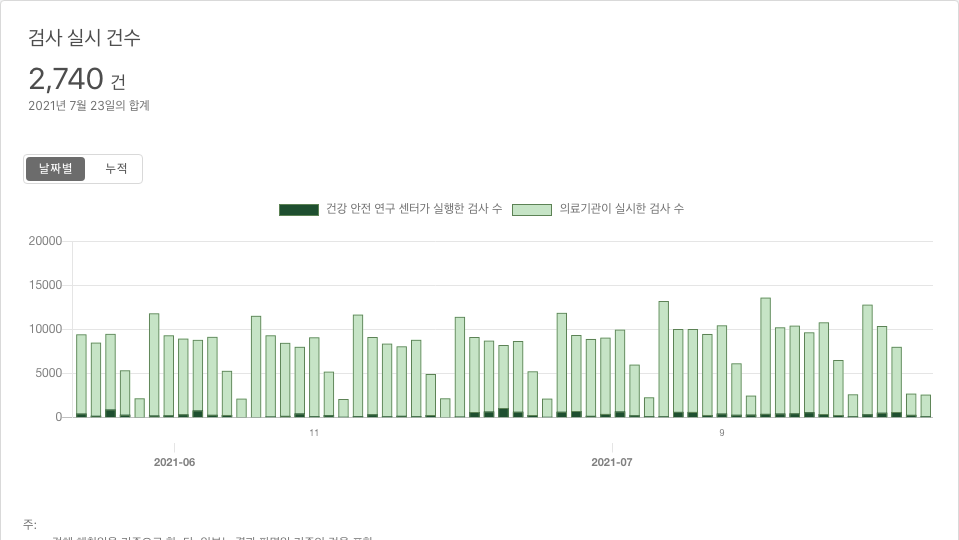 검사 실시 건수
2,740 건
2021년 7월 23일의 합계
날짜별 누적
건강 안전 연구 센터가 실행한 검사 수 의료기관이 실시한 검사 수
20000
15000
10000
5000
0
11 9
2021-06 2021-07
주: